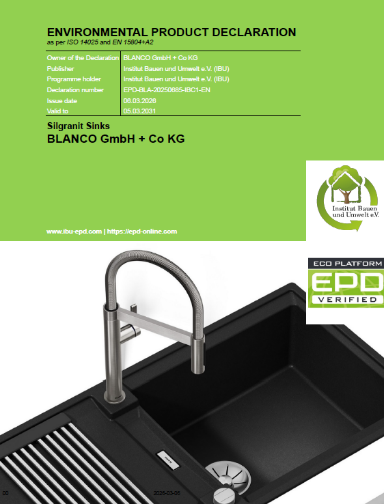 ENVIRONMENTAL PRODUCT DECLARATION
as per ISO 14025 and EN 15804+A2
Owner of the Declaration BLANCO GmbH + Co KG
Publisher Institut Bauen und Umwelt e.V. (IBU)
Programme holder Institut Bauen und Umwelt e.V. (IBU)
Declaration number EPD-BLA-20250665-IBC1-EN
Issue date 06.03.2026
Valid to 05.03.2031
Silgranit Sinks
BLANCO GmbH + Co KG
Institut Bauen
und Umwelt e.V.
www.ibu-epd.com | https://epd-online.com
ECO PLATFORM
EPD
VERIFIED